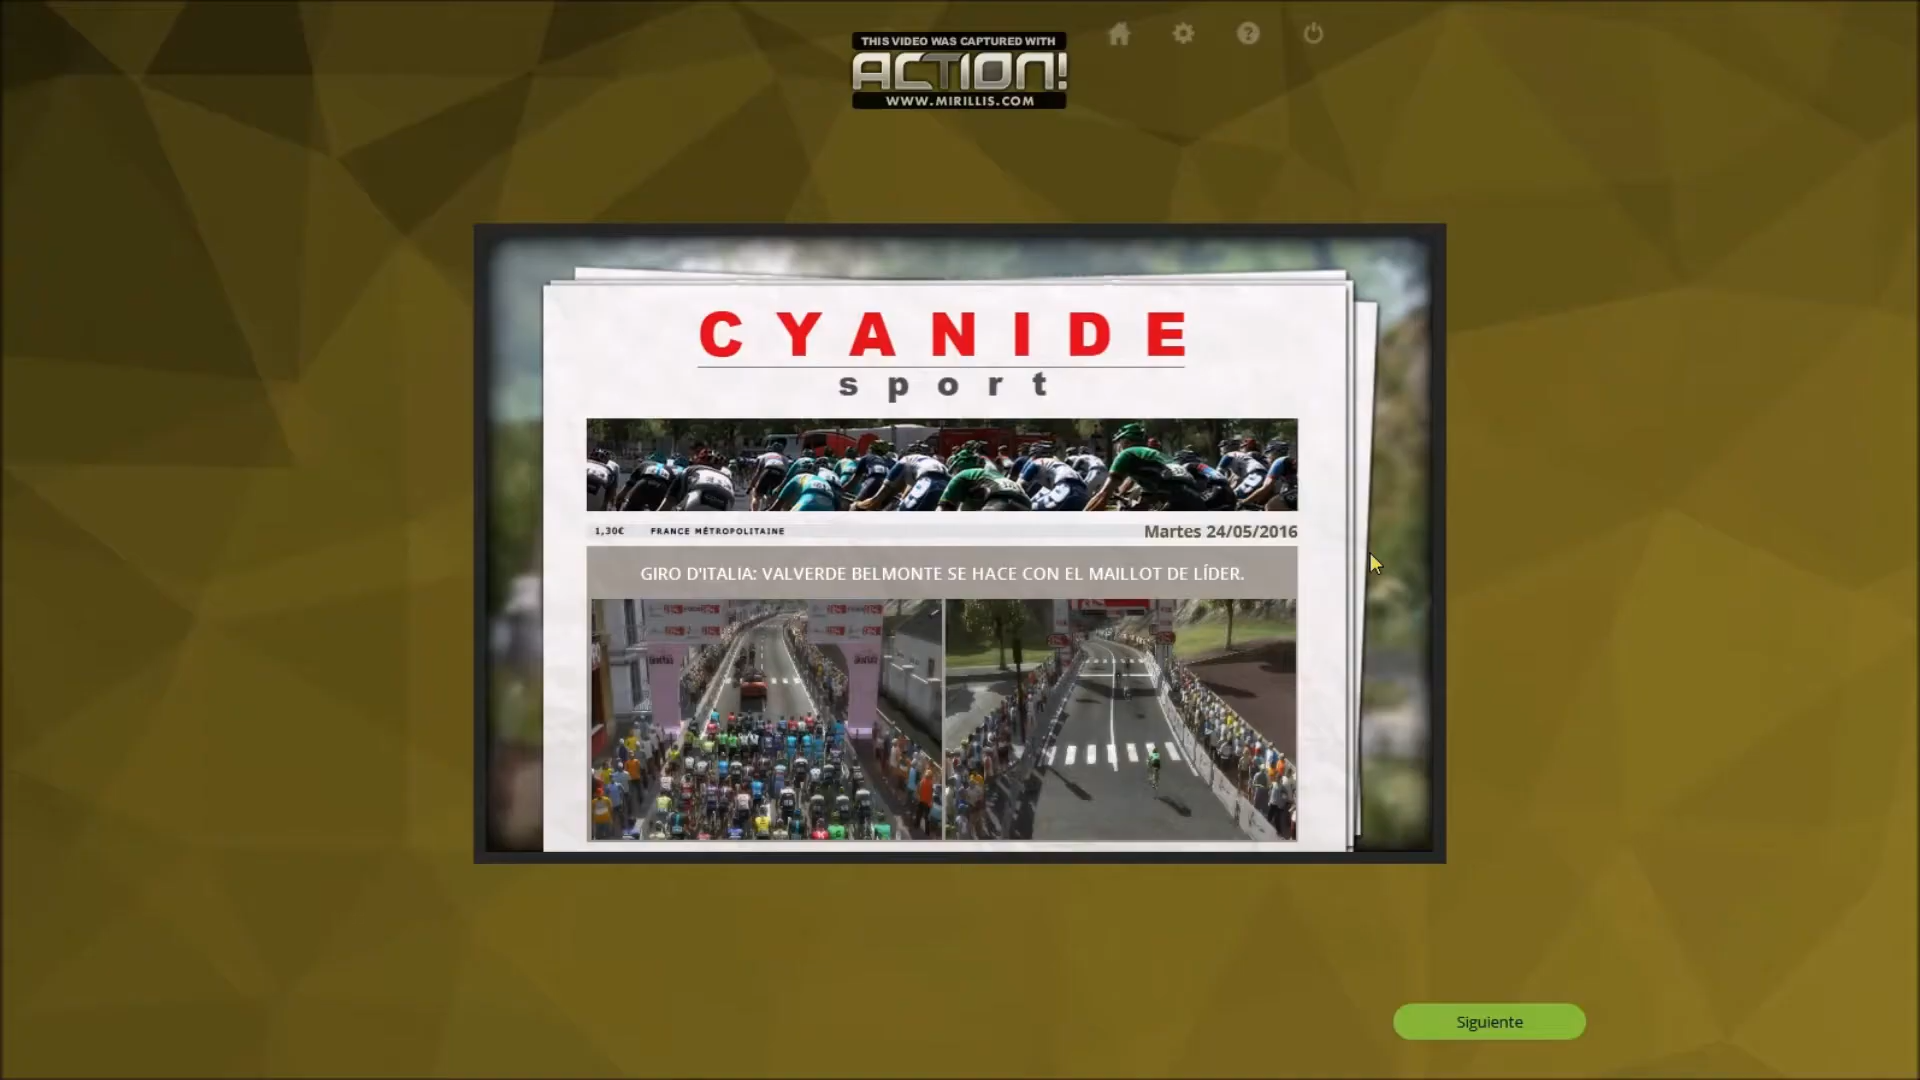 THIS VIDEO WAS CAPTURED WITH
ACTION!
WWW.MIRILLIS.COM
CYANIDE
sport
1,30€ FRANCE MÉTROPOLITAINE
Martes 24/05/2016
GIRO D'ITALIA: VALVERDE BELMONTE SE HACE CON EL MAILLOT DE LÍDER.
Siguiente